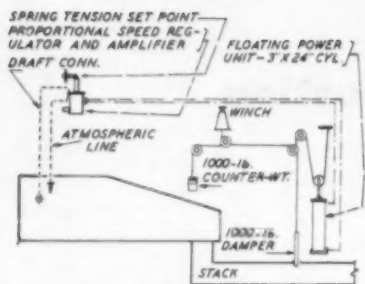 SPRING TENSION SET POINT
PROPORTIONAL SPEED REG-
ULATOR AND AMPLIFIER
DRAFT CONN.
FLOATING POWER
UNIT-3"X24" CYL.
WINCH
ATMOSPHERIC
LINE
1000-lb.
COUNTER-WT.
1000-lb.
DAMPER
STACK